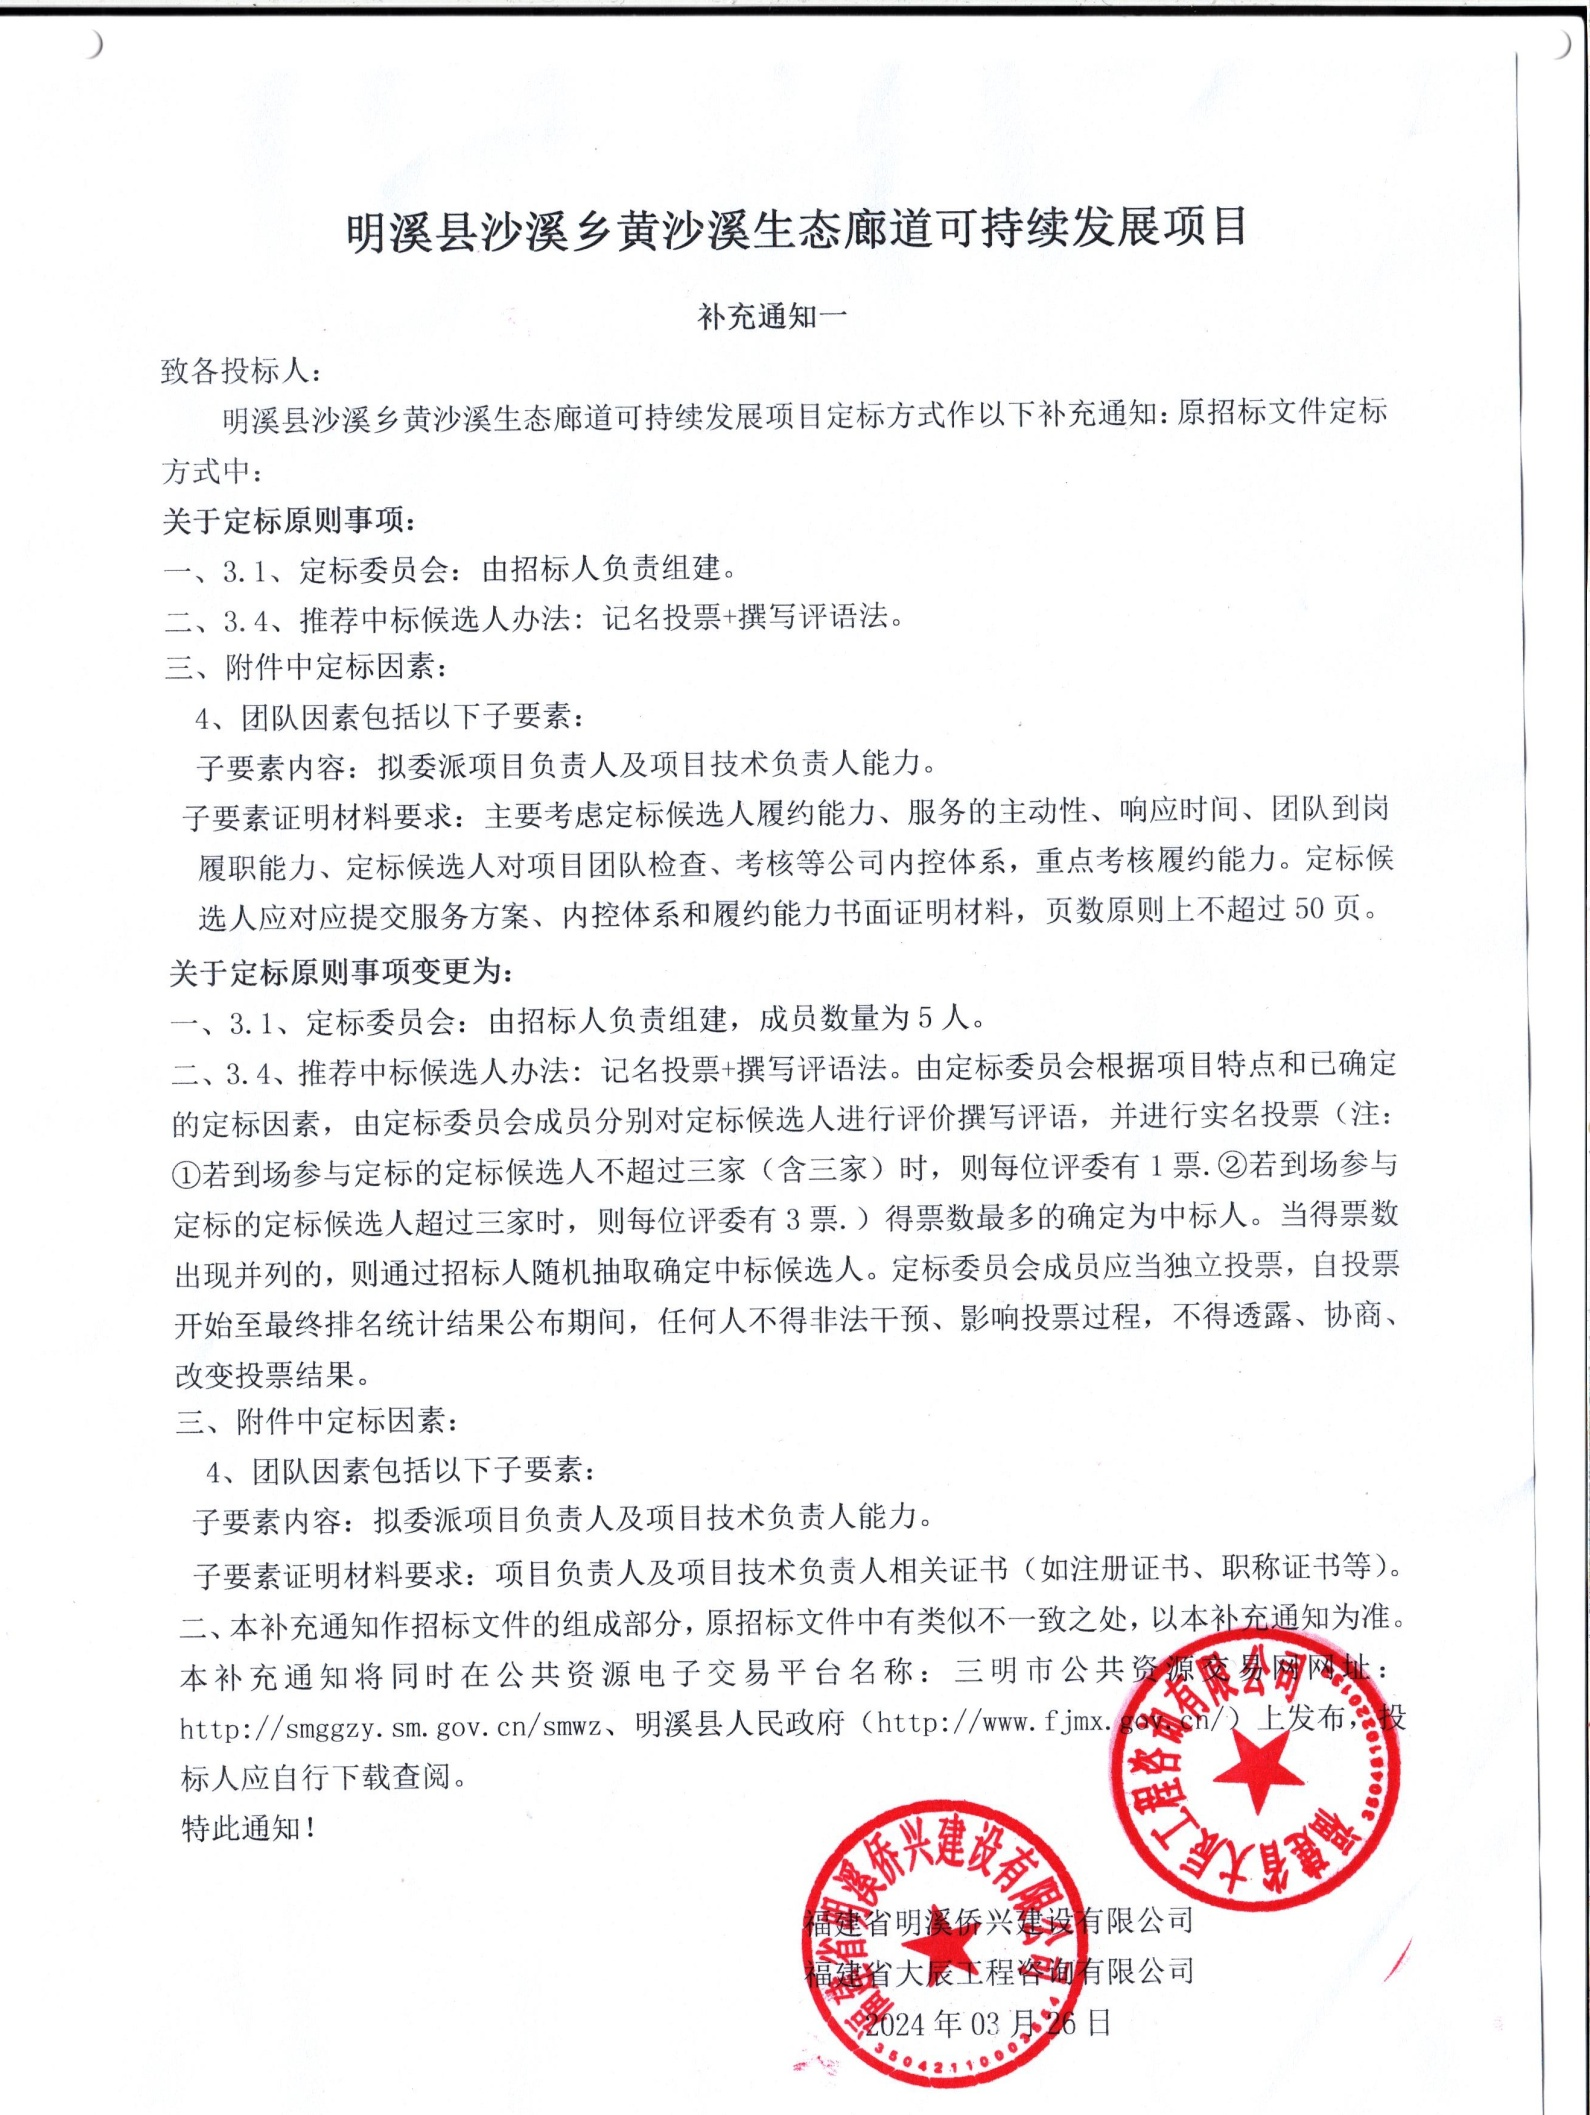 明溪县沙溪乡黄沙溪生态廊道可持续发展项目
补充通知一
致各投标人：
明溪县沙溪乡黄沙溪生态廊道可持续发展项目定标方式作以下补充通知：原招标文件定标
方式中：
关于定标原则事项：
一、3.1、定标委员会：由招标人负责组建。
二、3.4、推荐中标候选人办法：记名投票+撰写评语法。
三、附件中定标因素：
4、团队因素包括以下子要素：
子要素内容：拟委派项目负责人及项目技术负责人能力。
子要素证明材料要求：主要考虑定标候选人履约能力、服务的主动性、响应时间、团队到岗
履职能力、定标候选人对项目团队检查、考核等公司内控体系，重点考核履约能力。定标候
选人应对应提交服务方案、内控体系和履约能力书面证明材料，页数原则上不超过50页。
关于定标原则事项变更为：
一、3.1、定标委员会：由招标人负责组建，成员数量为5人。
二、3.4、推荐中标候选人办法：记名投票+撰写评语法。由定标委员会根据项目特点和已确定
的定标因素，由定标委员会成员分别对定标候选人进行评价撰写评语，并进行实名投票（注：
①若到场参与定标的定标候选人不超过三家（含三家）时，则每位评委有1票.②若到场参与
定标的定标候选人超过三家时，则每位评委有3票.）得票数最多的确定为中标人。当得票数
出现并列的，则通过招标人随机抽取确定中标候选人。定标委员会成员应当独立投票，自投票
开始至最终排名统计结果公布期间，任何人不得非法干预、影响投票过程，不得透露、协商、
改变投票结果。
三、附件中定标因素：
4、团队因素包括以下子要素：
子要素内容：拟委派项目负责人及项目技术负责人能力。
子要素证明材料要求：项目负责人及项目技术负责人相关证书（如注册证书、职称证书等）。
二、本补充通知作招标文件的组成部分，原招标文件中有类似不一致之处，以本补充通知为准。
本补充通知将同时在公共资源电子交易平台名称：三明市公共资源交易网网址：
http://smggzy.sm.gov.cn/smwz、明溪县人民政府（http://www.fjmx.gov.cn/）上发布，投
标人应自行下载查阅。
特此通知！
福建省大辰工程咨询有限公司
福建省明溪侨兴建设有限公司
福建省明溪侨兴建设有限公司
福建省大辰工程咨询有限公司
2024年03月26日